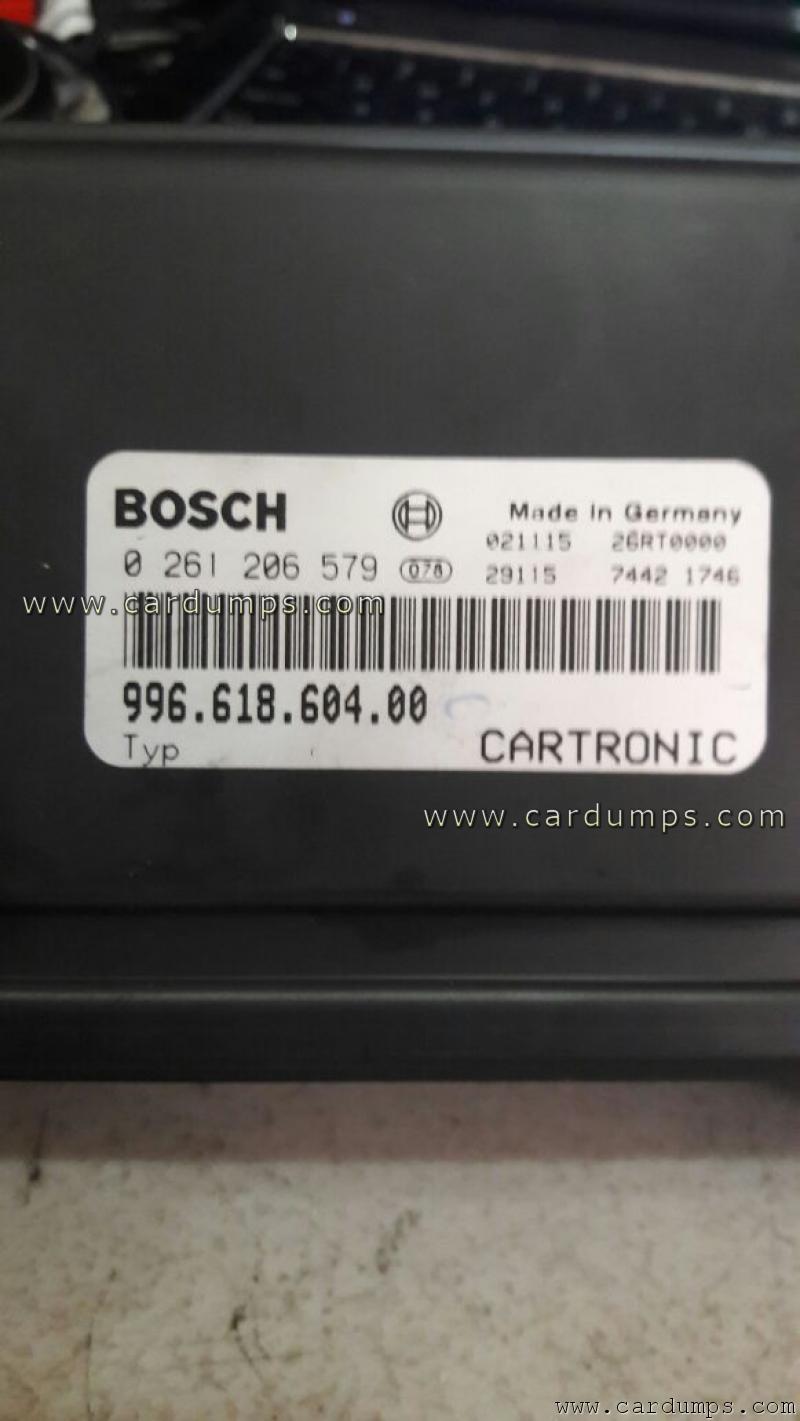 BOSCH
Made in Germany
021115 26RT0000
0 261 206 579 078 29115 7442 1746
www.cardumps.com
996.618.604.00
Typ CARTRONIC
www.cardumps.com
www.cardumps.com